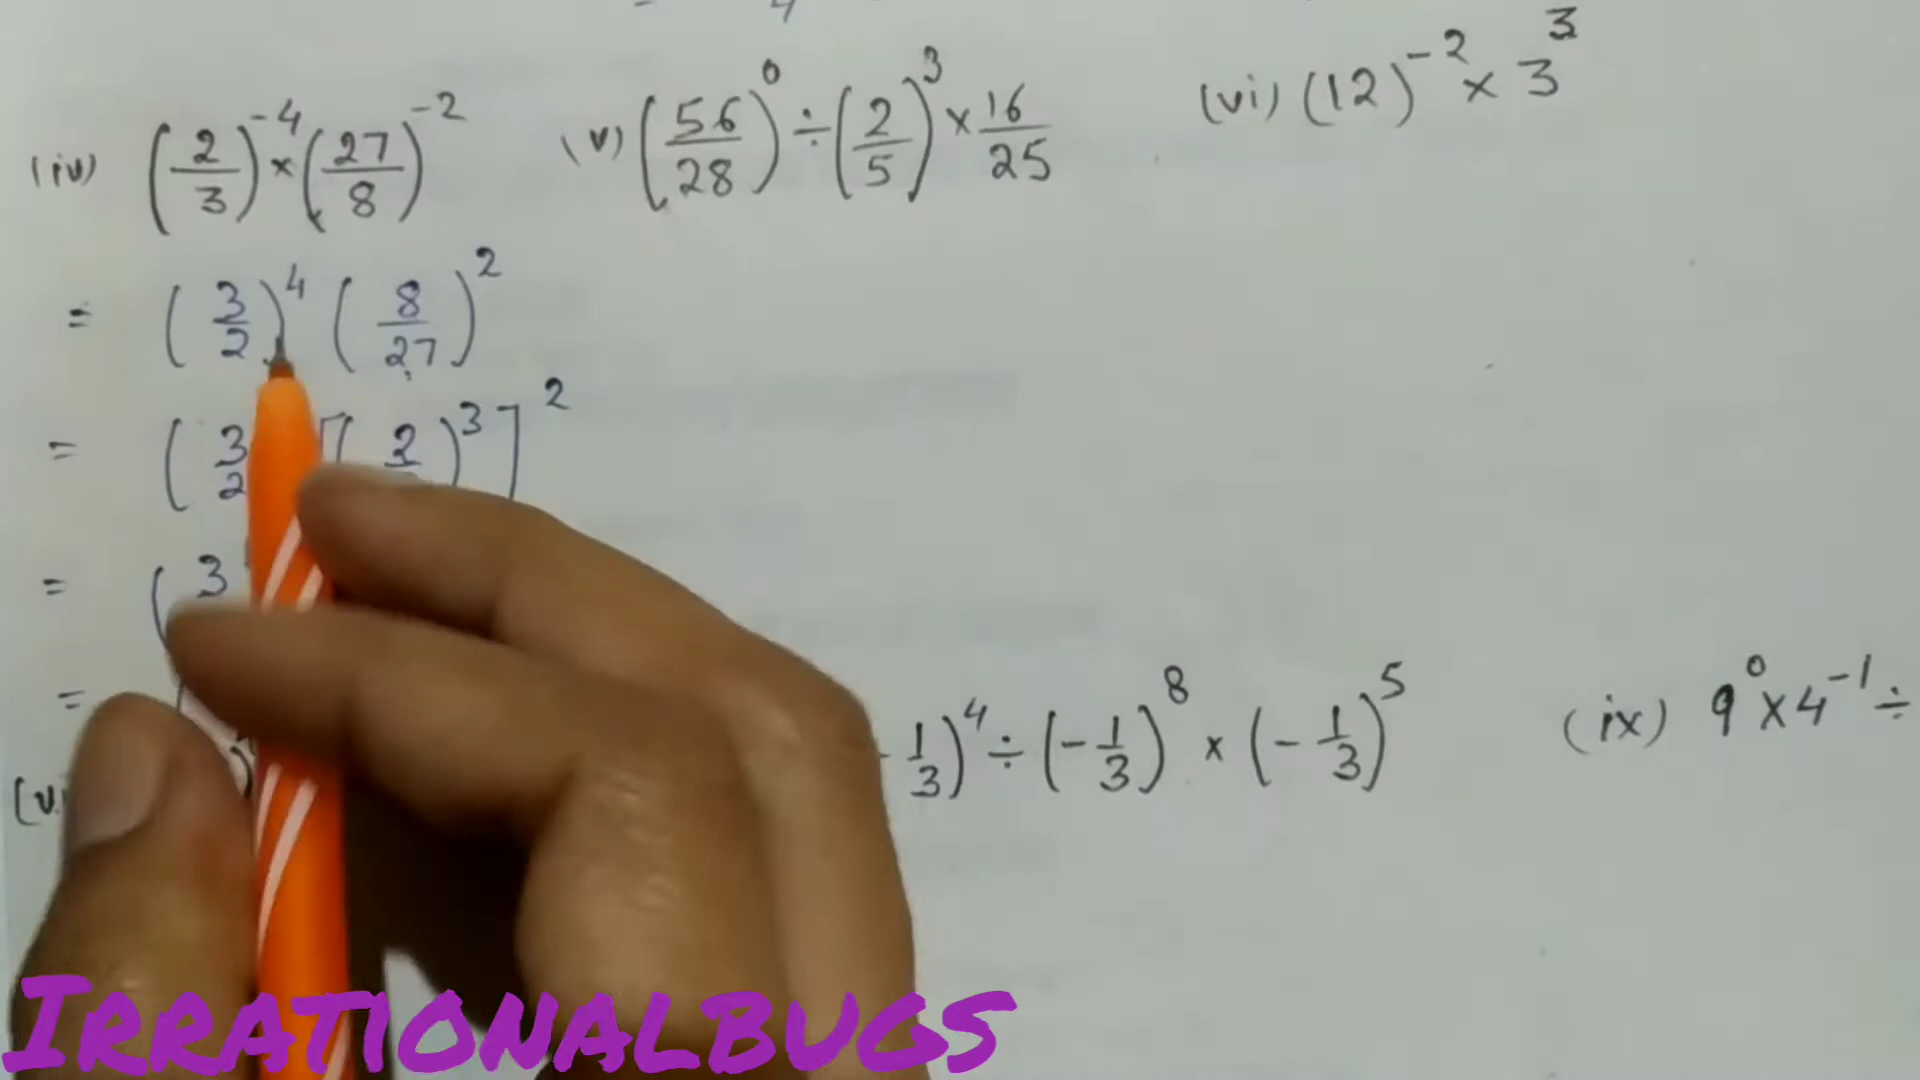 (iv) (2/3)^-4 × (27/8)^-2 (v) (56/28)^0 ÷ (2/5)^3 × 16/25 (vi) (12)^-2 × 3^3
= (3/2)^4 (8/27)^2
= (3/2 [(2 )^3]^2
= (3
=
1/3)^4 ÷ (-1/3)^8 × (-1/3)^5 (ix) 9^0 × 4^-1 ÷
IRRATIONALBUGS